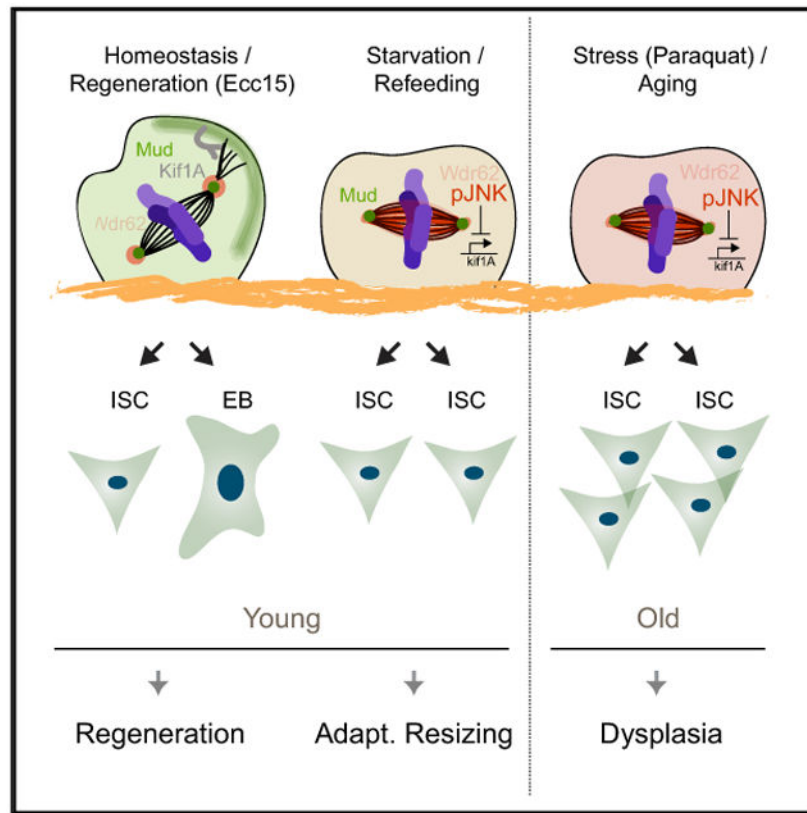 Homeostasis /
Regeneration (Ecc15)
Starvation /
Refeeding
Stress (Paraquat) /
Aging
Mud
Kif1A
Wdr62
Mud
Wdr62
pJNK
kif1A
Wdr62
pJNK
kif1A
ISC
EB
ISC
ISC
ISC
ISC
Young
Old
Regeneration
Adapt. Resizing
Dysplasia